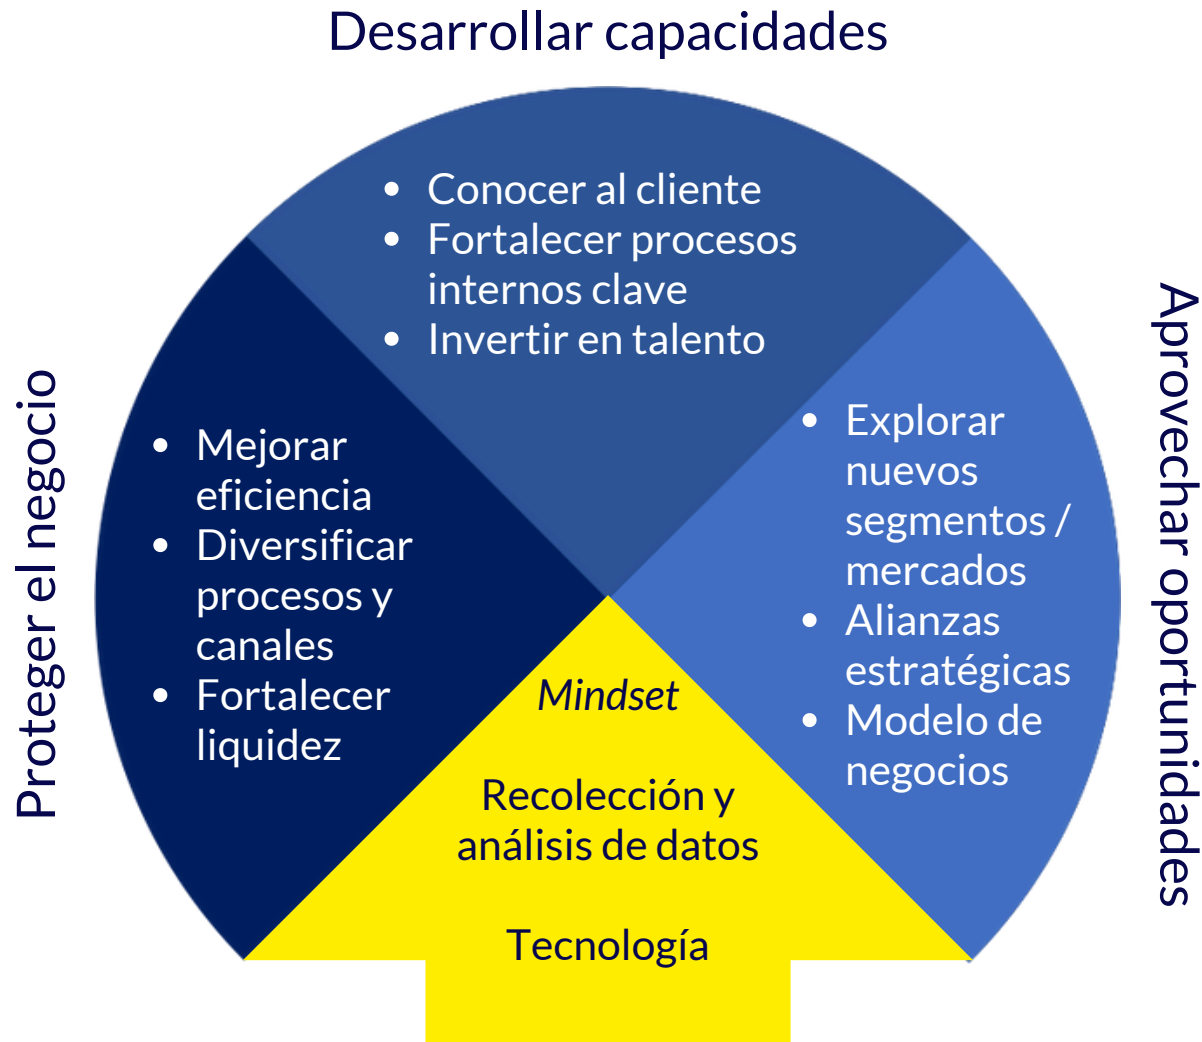 Desarrollar capacidades
• Conocer al cliente
• Fortalecer procesos
internos clave
• Invertir en talento
Proteger el negocio
• Mejorar
eficiencia
• Diversificar
procesos y
canales
• Fortalecer
liquidez
Aprovechar oportunidades
• Explorar
nuevos
segmentos /
mercados
• Alianzas
estratégicas
• Modelo de
negocios
Mindset
Recolección y
análisis de datos
Tecnología